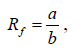 R_f = a/b ,